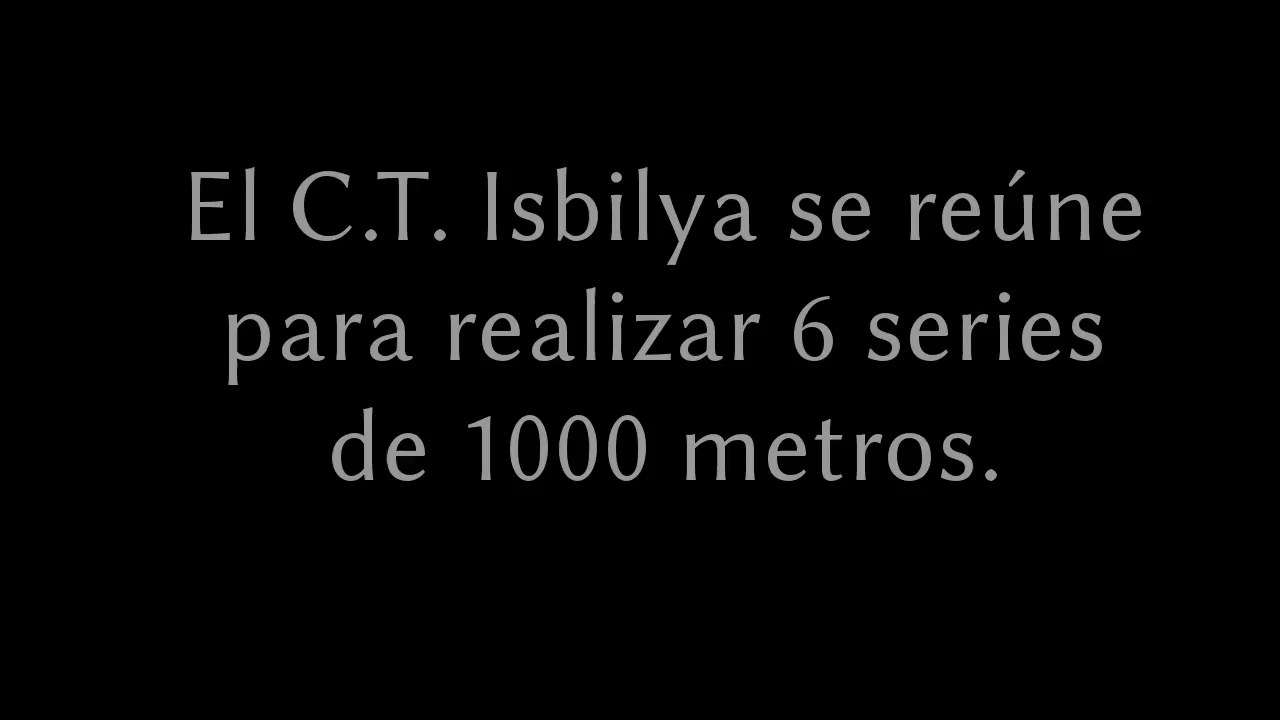 El C.T. Isbilya se reúne
para realizar 6 series
de 1000 metros.